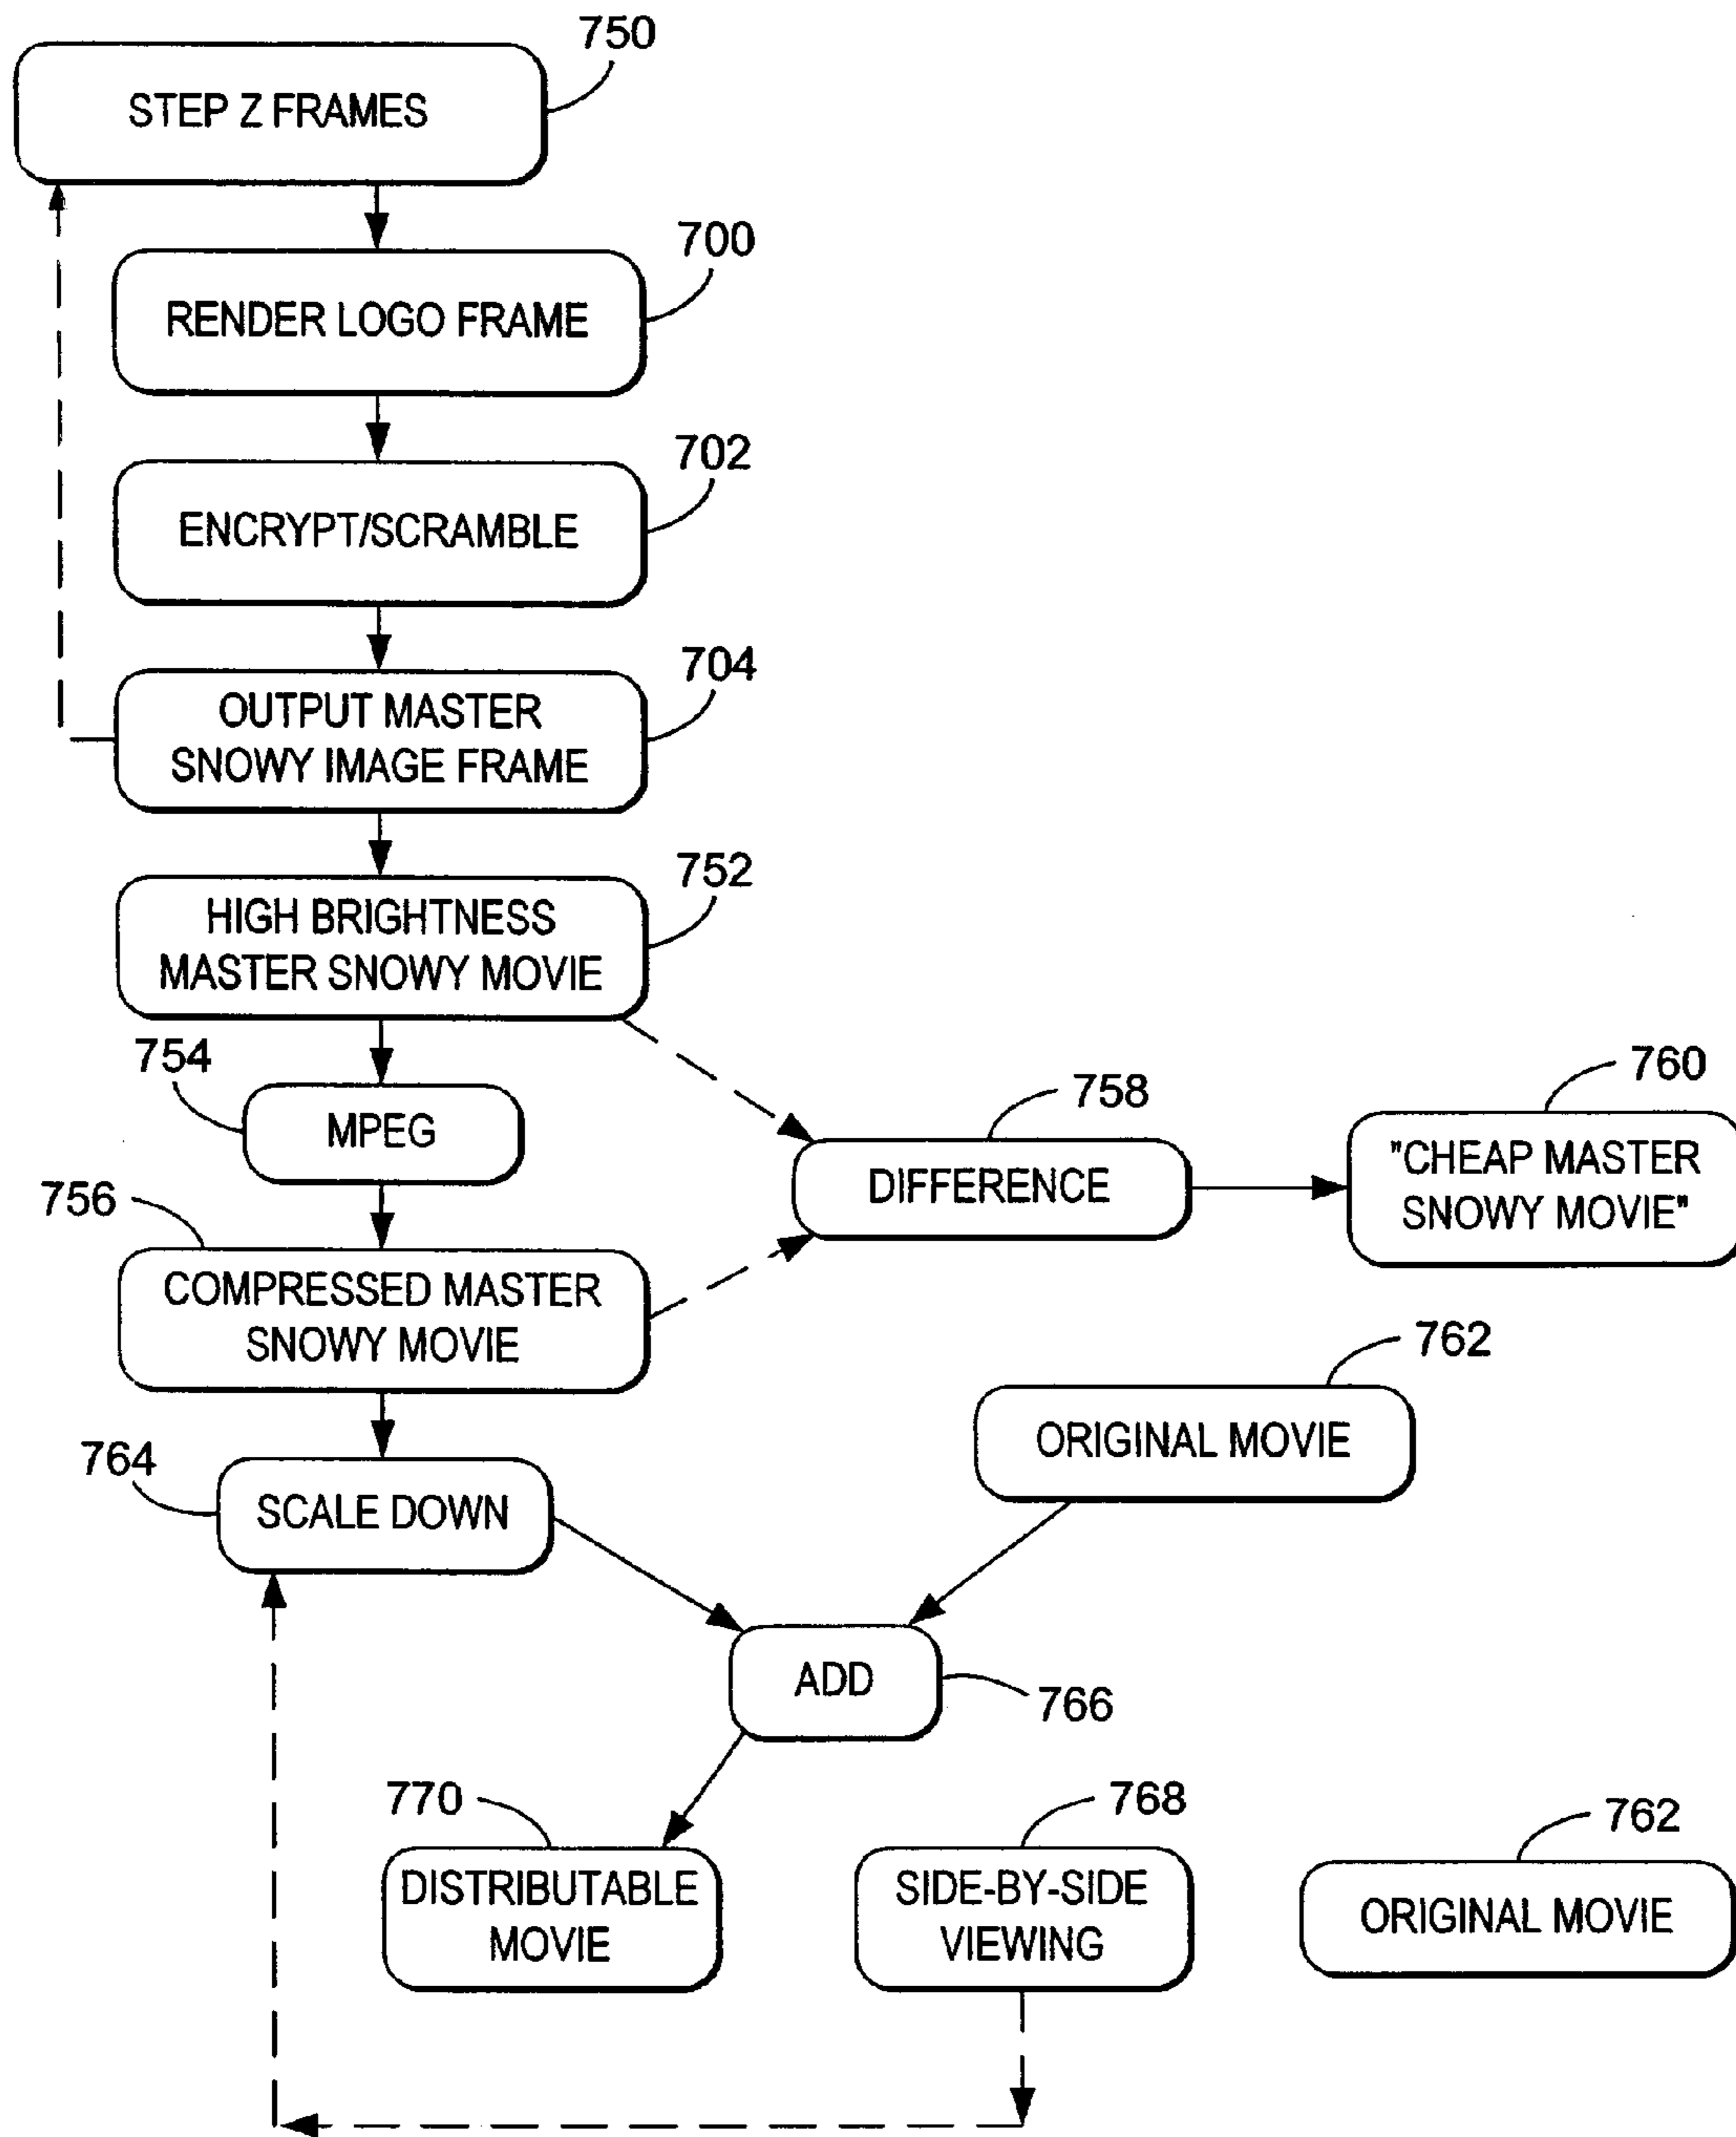 750
STEP Z FRAMES
700
RENDER LOGO FRAME
702
ENCRYPT/SCRAMBLE
704
OUTPUT MASTER
SNOWY IMAGE FRAME
752
HIGH BRIGHTNESS
MASTER SNOWY MOVIE
754
MPEG
758
DIFFERENCE
760
"CHEAP MASTER
SNOWY MOVIE"
756
COMPRESSED MASTER
SNOWY MOVIE
762
ORIGINAL MOVIE
764
SCALE DOWN
ADD
766
770
DISTRIBUTABLE
MOVIE
768
SIDE-BY-SIDE
VIEWING
762
ORIGINAL MOVIE